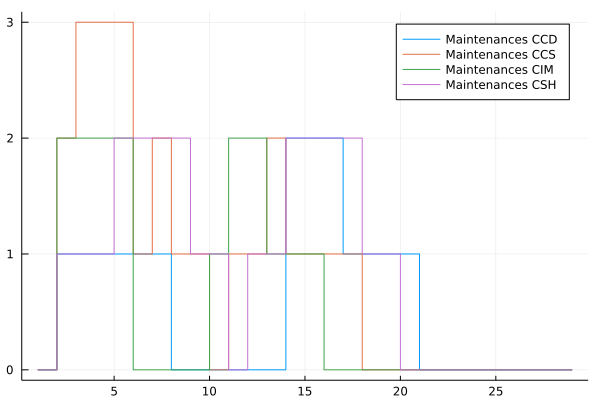 3
Maintenances CCD
Maintenances CCS
Maintenances CIM
Maintenances CSH
2
1
0
5 10 15 20 25